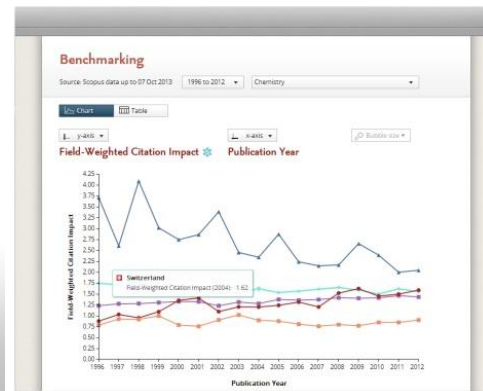 Benchmarking
Source: Scopus data up to 07 Oct 2013
1996 to 2012
Chemistry
Chart
Table
y-axis
x-axis
Bubble size
Field-Weighted Citation Impact
Publication Year
4.25
4.00
3.75
3.50
3.25
3.00
2.75
2.50
2.25
2.00
1.75
1.50
1.25
1.00
0.75
0.50
0.25
0.00
Field-Weighted Citation Impact
Switzerland
Field-Weighted Citation Impact (2004) : 1.62
1996 1997 1998 1999 2000 2001 2002 2003 2004 2005 2006 2007 2008 2009 2010 2011 2012
Publication Year